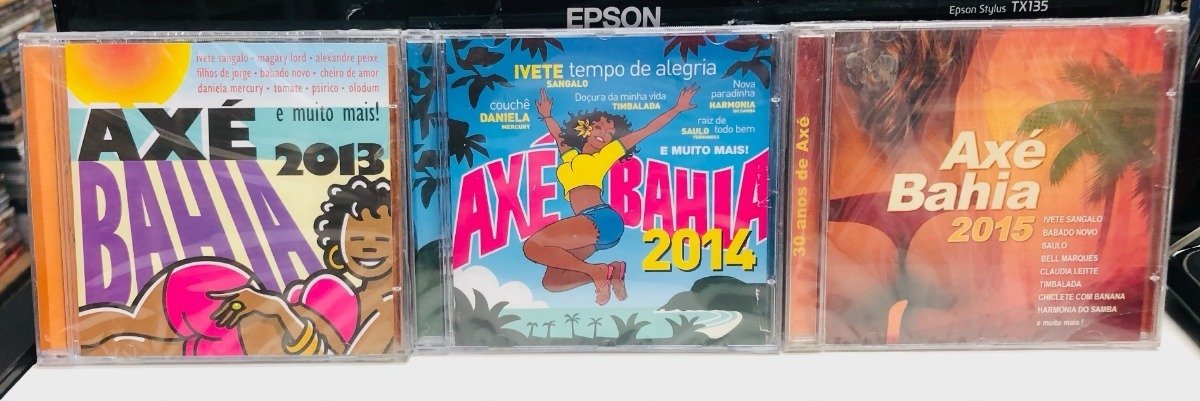 EPSON
Epson Stylus TX135
ivete sangalo • magary lord • alexandre peixe
filhos de jorge • babado novo • cheiro de amor
daniela mercury • tomate • psirico • olodum
e muito mais!
AXÉ
2013
BAHIA
IVETE tempo de alegria
SANGALO
couchê
DANIELA
MERCURY
Doçura da minha vida
TIMBALADA
Nova
paradinha
HARMONIA
DO SAMBA
raiz de
todo bem
SAULO
FERNANDES
E MUITO MAIS!
AXÉ BAHIA
2014
30 anos de Axé
Axé
Bahia
2015
IVETE SANGALO
BABADO NOVO
SAULO
BELL MARQUES
CLAUDIA LEITTE
TIMBALADA
CHICLETE COM BANANA
HARMONIA DO SAMBA
e muito mais !